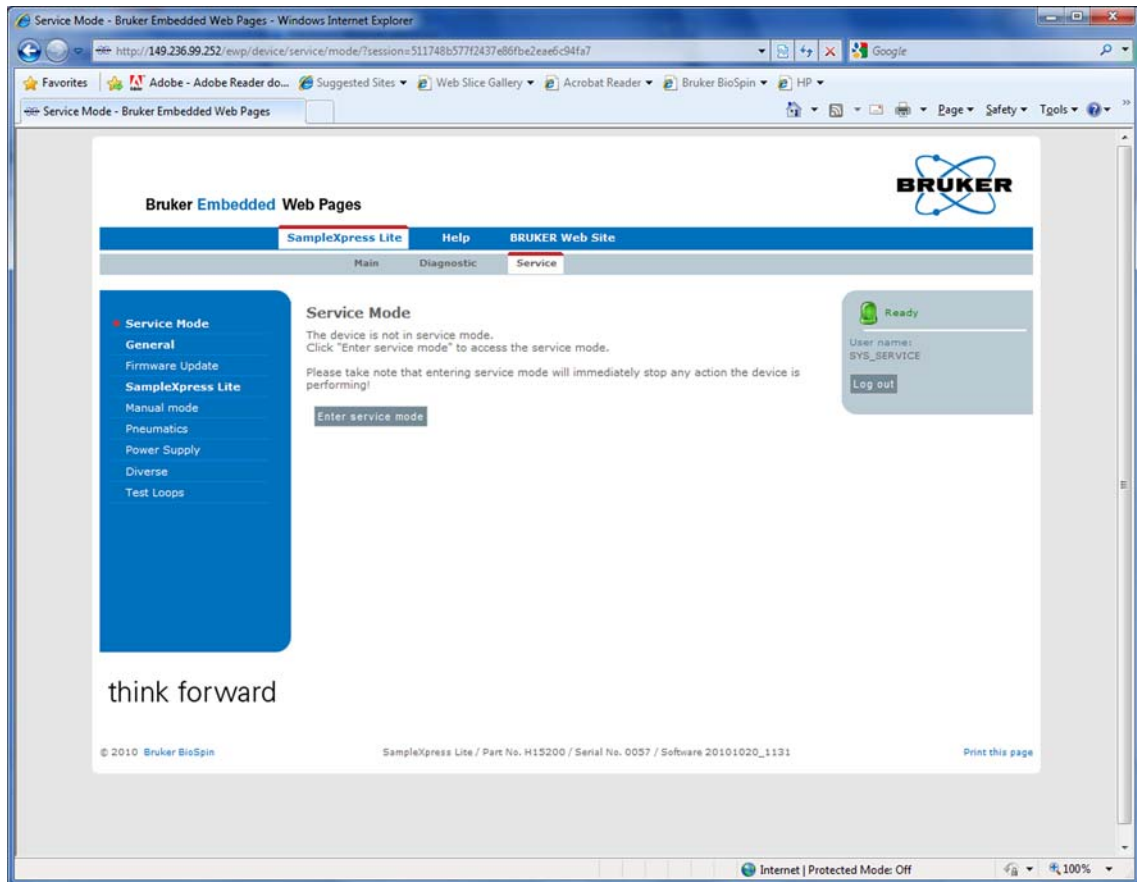 Service Mode - Bruker Embedded Web Pages - Windows Internet Explorer
http://149.236.99.252/ewp/device/service/mode/?session=511748b577f2437e86fbe2eae6c94fa7
Google
Favorites Adobe - Adobe Reader do... Suggested Sites Web Slice Gallery Acrobat Reader Bruker BioSpin HP
Service Mode - Bruker Embedded Web Pages
Page Safety Tools
BRUKER
Bruker Embedded Web Pages
SampleXpress Lite Help BRUKER Web Site
Main Diagnostic Service
Service Mode
General
Firmware Update
SampleXpress Lite
Manual mode
Pneumatics
Power Supply
Diverse
Test Loops
Service Mode
The device is not in service mode.
Click "Enter service mode" to access the service mode.
Please take note that entering service mode will immediately stop any action the device is
performing!
Enter service mode
Ready
User name:
SYS_SERVICE
Log out
think forward
© 2010 Bruker BioSpin
SampleXpress Lite / Part No. H15200 / Serial No. 0057 / Software 20101020_1131
Print this page
Internet | Protected Mode: Off
100%